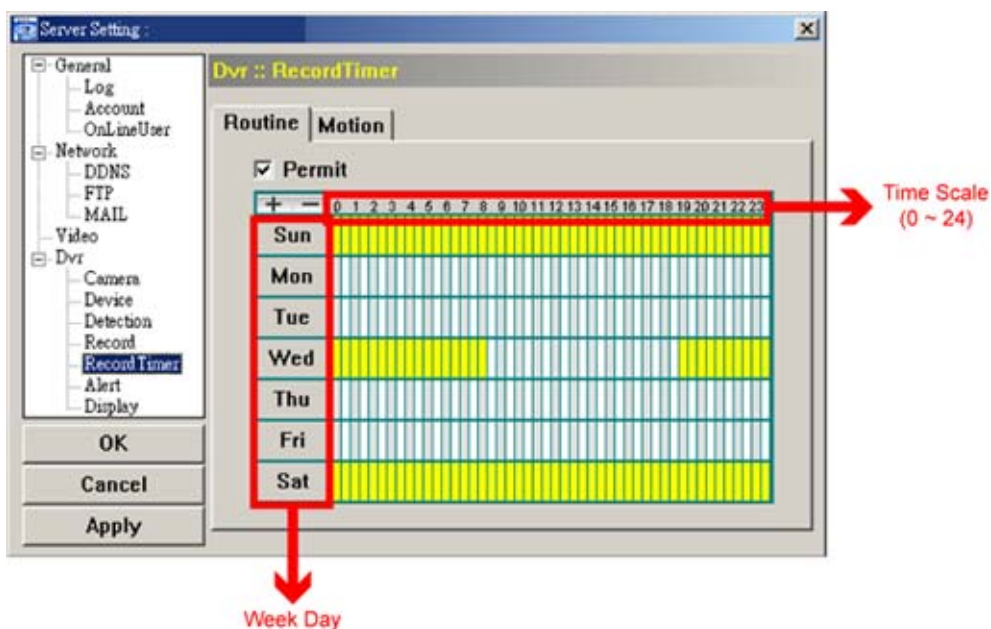 Server Setting :
General
Log
Account
OnLineUser
Network
DDNS
FTP
MAIL
Video
Dvr
Camera
Device
Detection
Record
RecordTimer
Alert
Display
OK
Cancel
Apply
Dvr :: RecordTimer
Routine Motion
Permit
+ − 0 1 2 3 4 5 6 7 8 9 10 11 12 13 14 15 16 17 18 19 20 21 22 23
Sun
Mon
Tue
Wed
Thu
Fri
Sat
Time Scale
(0 ~ 24)
Week Day